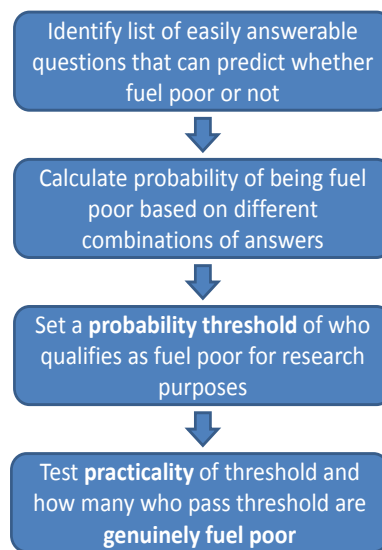 Identify list of easily answerable
questions that can predict whether
fuel poor or not
Calculate probability of being fuel
poor based on different
combinations of answers
Set a probability threshold of who
qualifies as fuel poor for research
purposes
Test practicality of threshold and
how many who pass threshold are
genuinely fuel poor